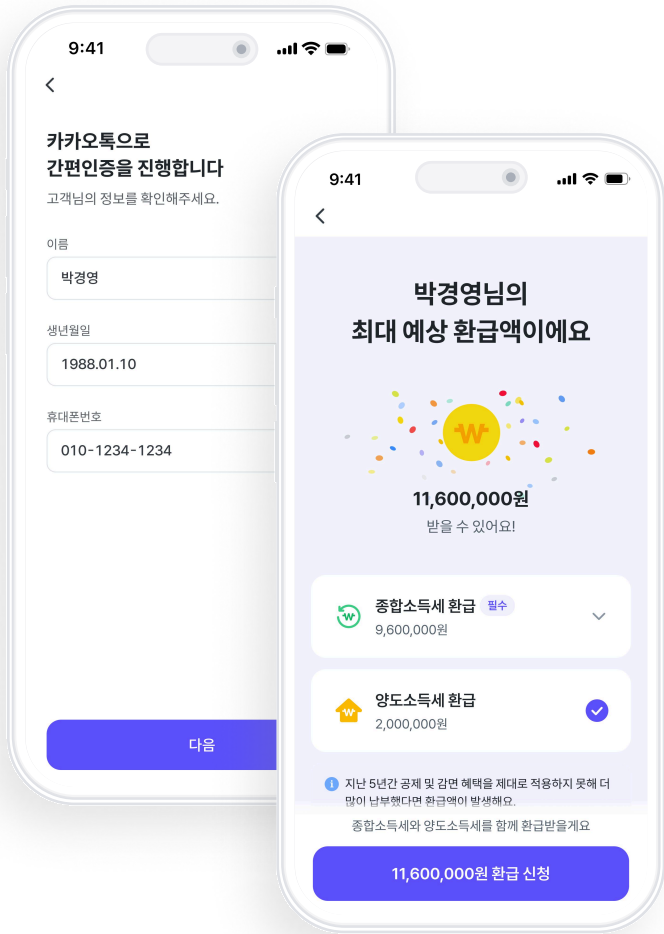 9:41
카카오톡으로
간편인증을 진행합니다
고객님의 정보를 확인해주세요.
이름
박경영
생년월일
1988.01.10
휴대폰번호
010-1234-1234
다음
9:41
박경영님의
최대 예상 환급액이에요
11,600,000원
받을 수 있어요!
종합소득세 환급 필수
9,600,000원
양도소득세 환급
2,000,000원
지난 5년간 공제 및 감면 혜택을 제대로 적용하지 못해 더
많이 납부했다면 환급액이 발생해요.
종합소득세와 양도소득세를 함께 환급받을게요
11,600,000원 환급 신청